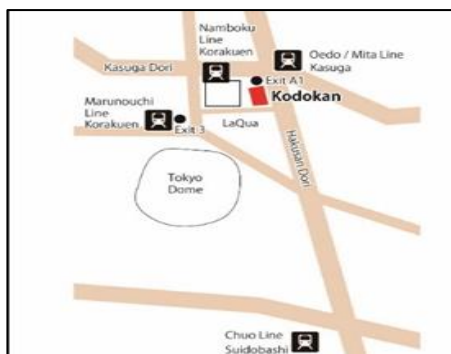 Namboku
Line
Korakuen
Oedo / Mita Line
Kasuga
Kasuga Dori
Exit A1
Kodokan
Marunouchi
Line
Korakuen
Exit 3
LaQua
Hakusan Dori
Tokyo
Dome
Chuo Line
Suidobashi